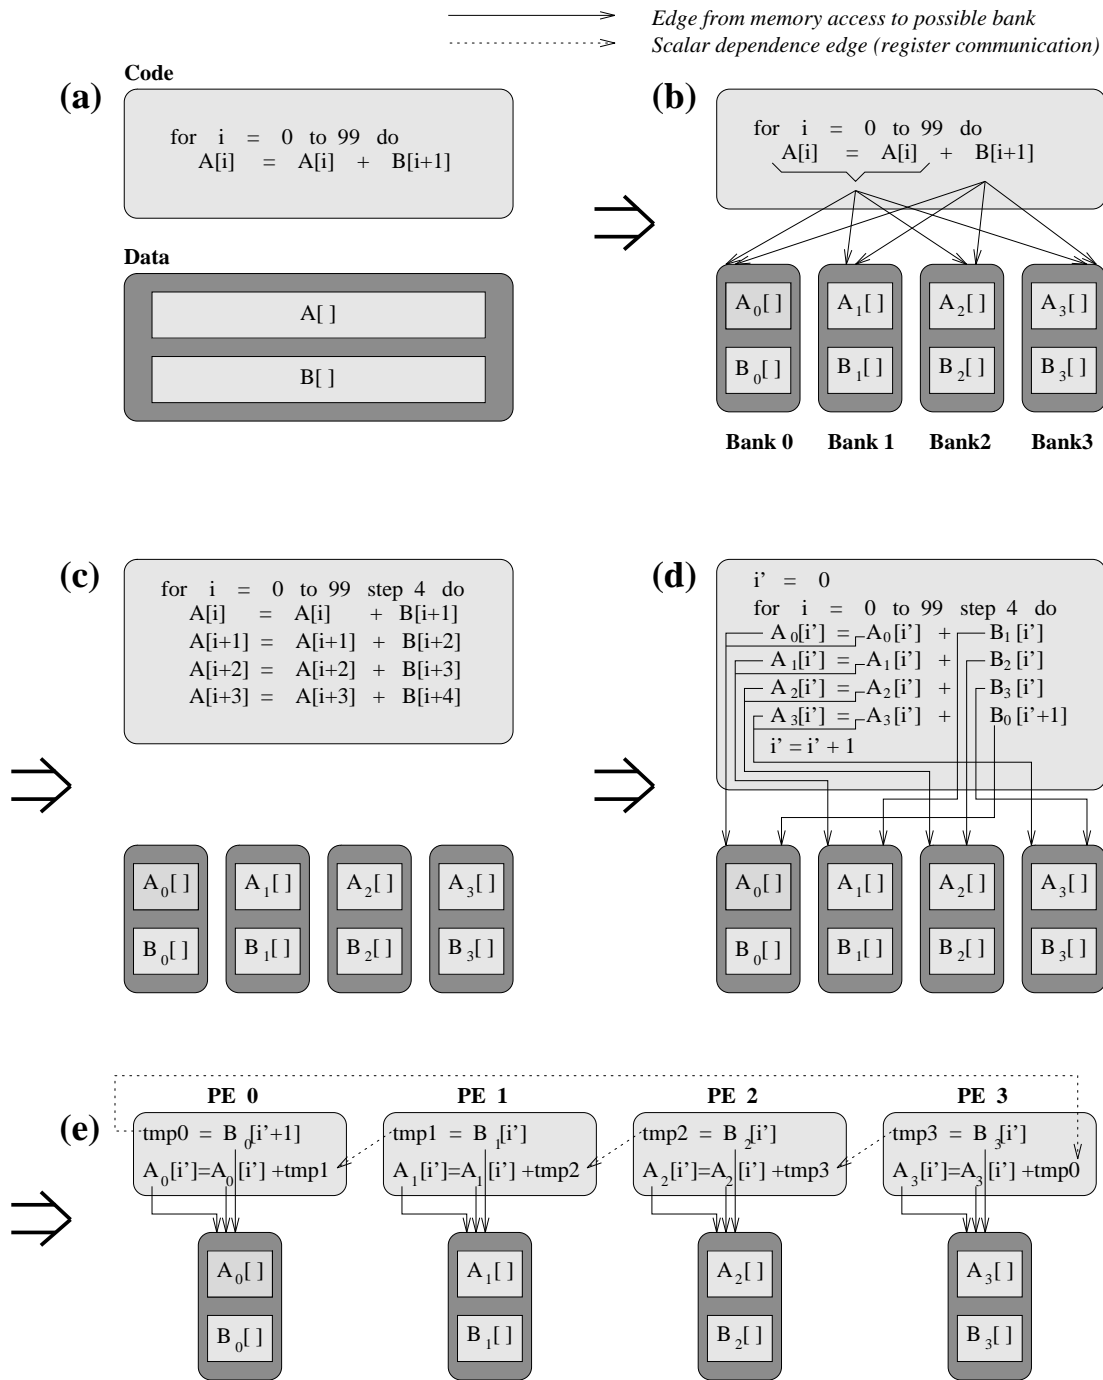 Edge from memory access to possible bank
Scalar dependence edge (register communication)
(a)
Code
for i = 0 to 99 do
A[i] = A[i] + B[i+1]
Data
A[ ]
B[ ]
(b)
for i = 0 to 99 do
A[i] = A[i] + B[i+1]
A0[ ] A1[ ] A2[ ] A3[ ]
B0[ ] B1[ ] B2[ ] B3[ ]
Bank 0 Bank 1 Bank2 Bank3
(c)
for i = 0 to 99 step 4 do
A[i] = A[i] + B[i+1]
A[i+1] = A[i+1] + B[i+2]
A[i+2] = A[i+2] + B[i+3]
A[i+3] = A[i+3] + B[i+4]
A0[ ] A1[ ] A2[ ] A3[ ]
B0[ ] B1[ ] B2[ ] B3[ ]
(d)
i' = 0
for i = 0 to 99 step 4 do
A0[i'] = A0[i'] + B1[i']
A1[i'] = A1[i'] + B2[i']
A2[i'] = A2[i'] + B3[i']
A3[i'] = A3[i'] + B0[i'+1]
i' = i' + 1
A0[ ] A1[ ] A2[ ] A3[ ]
B0[ ] B1[ ] B2[ ] B3[ ]
(e)
PE 0
tmp0 = B0[i'+1]
A0[i']=A0[i'] +tmp1
A0[ ]
B0[ ]
PE 1
tmp1 = B1[i']
A1[i']=A1[i'] +tmp2
A1[ ]
B1[ ]
PE 2
tmp2 = B2[i']
A2[i']=A2[i'] +tmp3
A2[ ]
B2[ ]
PE 3
tmp3 = B3[i']
A3[i']=A3[i'] +tmp0
A3[ ]
B3[ ]